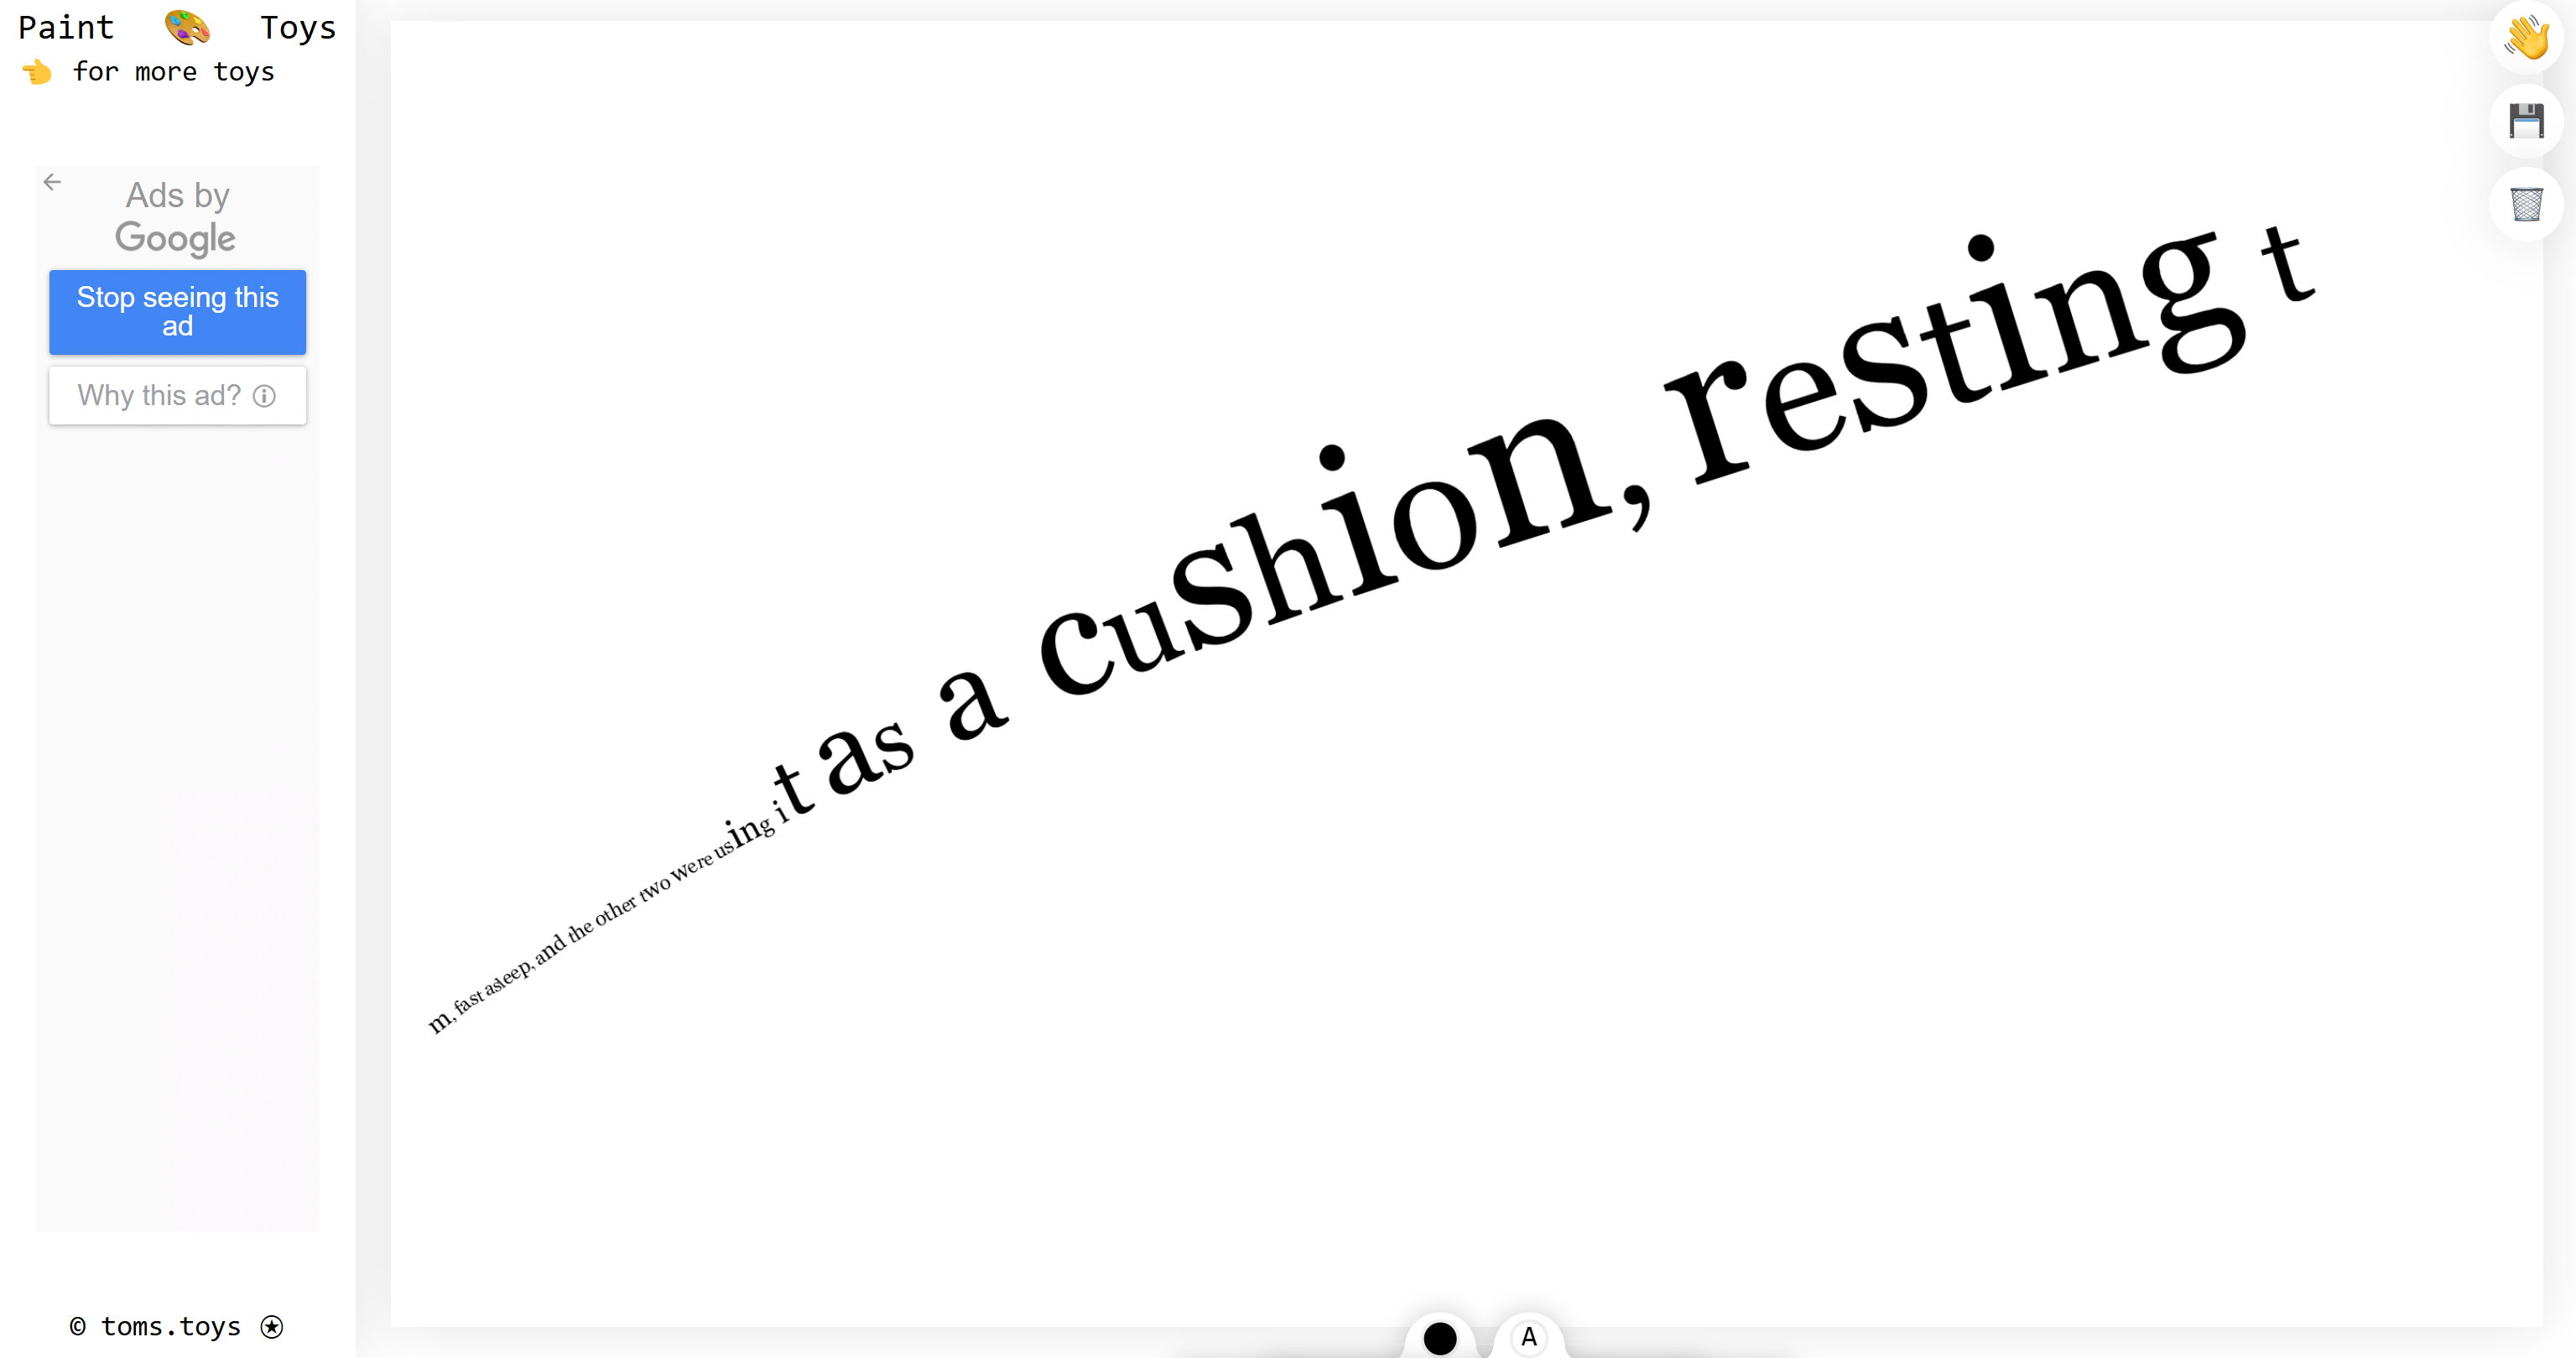 Paint 🎨 Toys
👈 for more toys
Ads by
Google
Stop seeing this
ad
Why this ad?
m, fast asleep, and the other two were using it as a cushion, resting t
A
© toms.toys